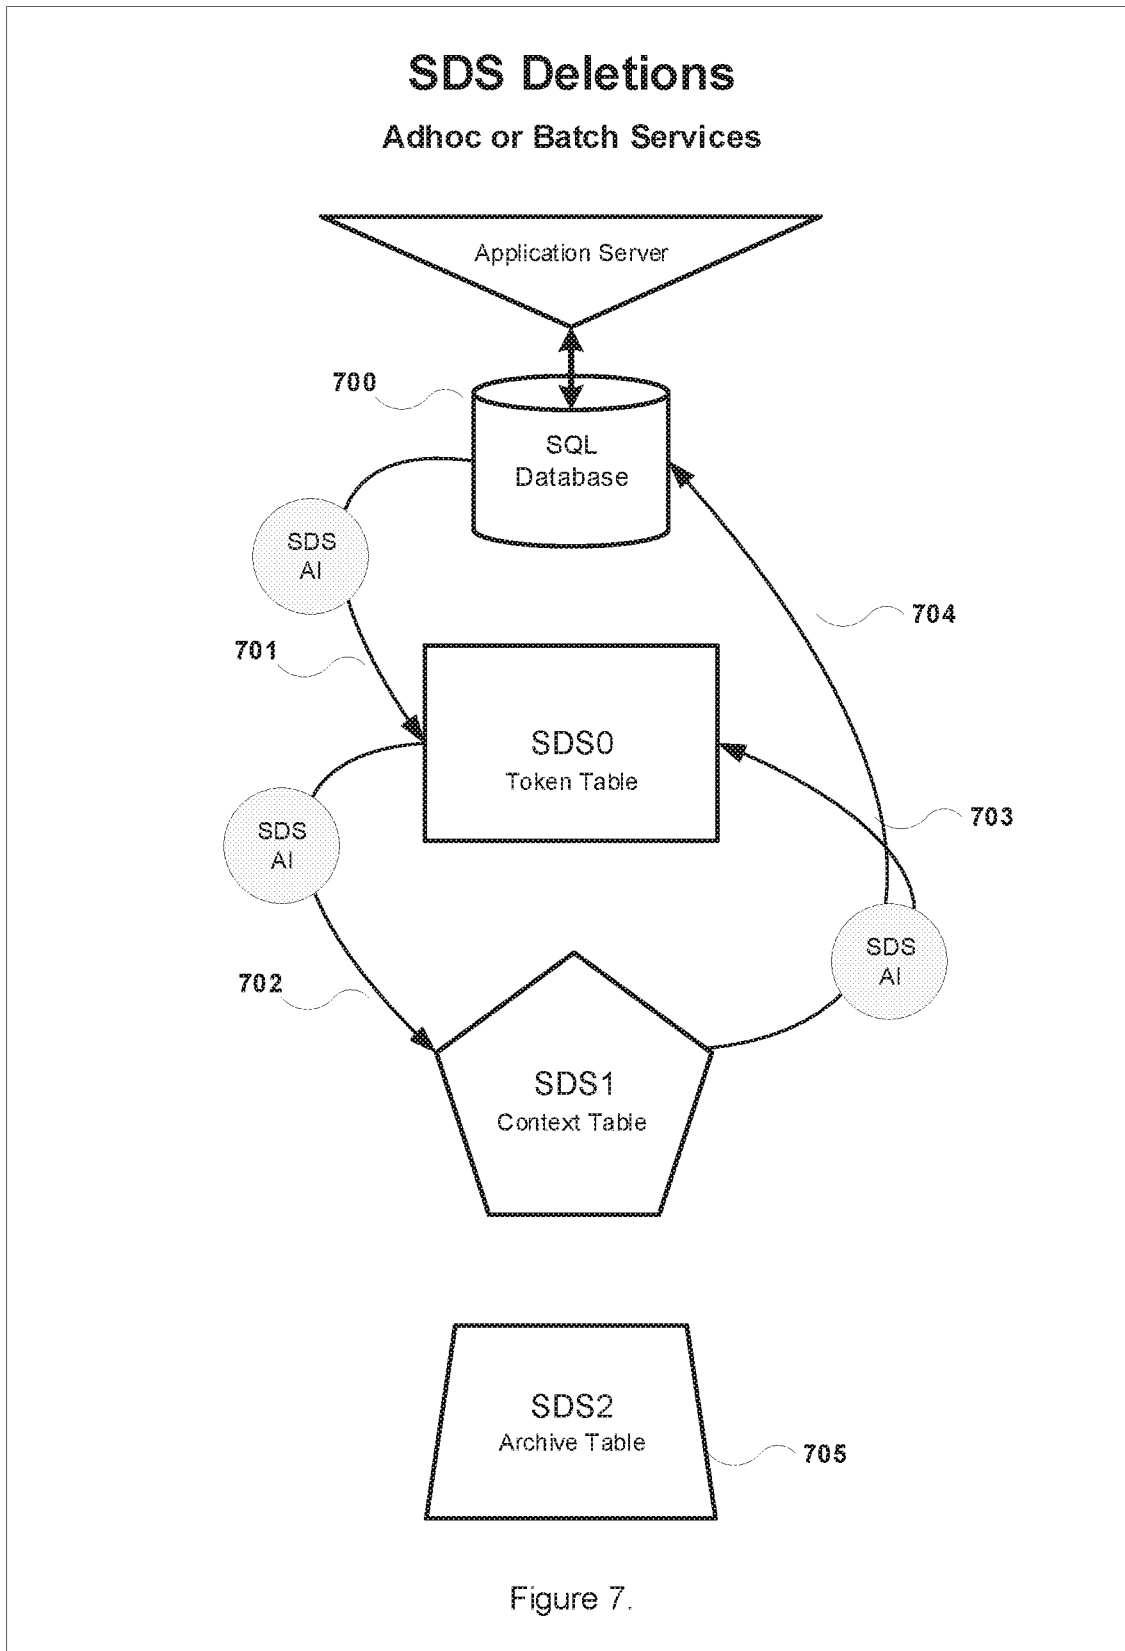 SDS Deletions
Adhoc or Batch Services
Application Server
700
SQL
Database
SDS
AI
704
701
SDS0
Token Table
703
SDS
AI
SDS
AI
702
SDS1
Context Table
SDS2
Archive Table
705
Figure 7.